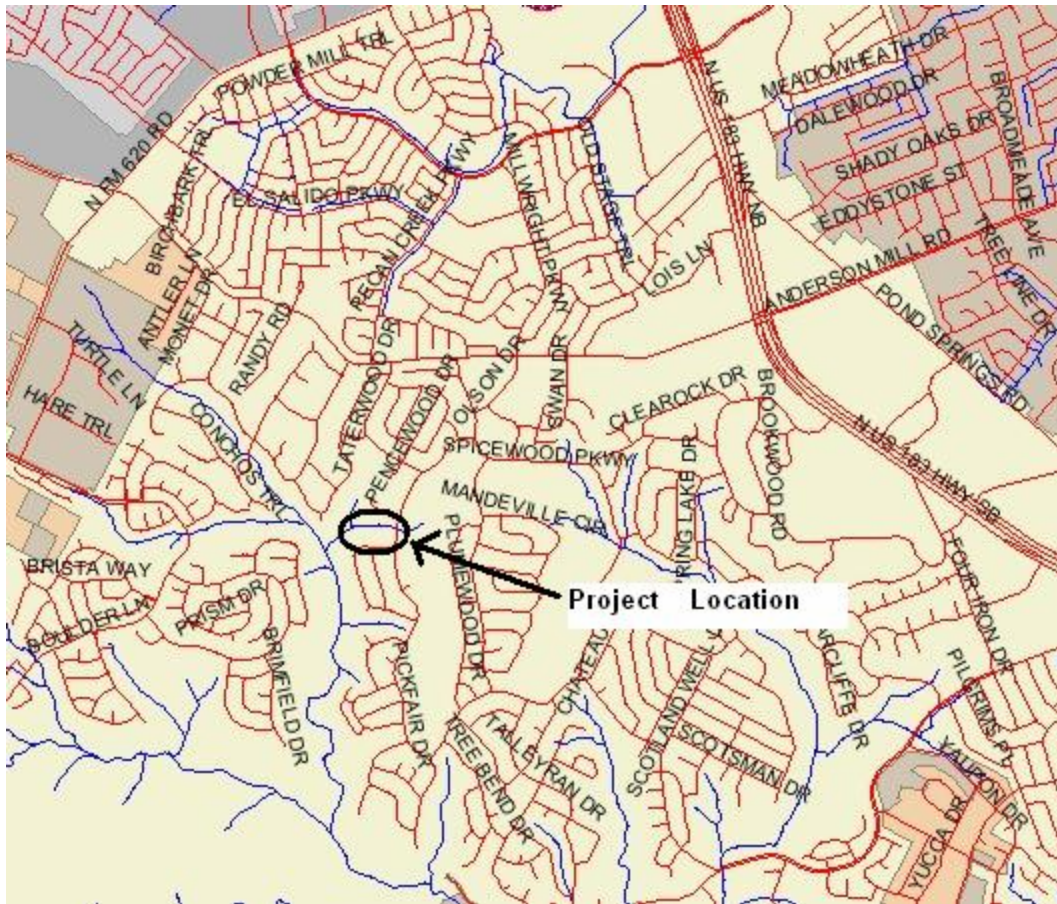 POWDER MILL TRL
MEADOWHEATH DR
DALEWOOD DR
BROADMEADE AVE
N RM 620 RD
N US 183 HWY NB
SHADY OAKS DR
EDDYSTONE ST
BIRCHBARK TRL
EL SALIDO PKWY
PECAN CREEK PKWY
MILLWRIGHT PKWY
OLD STAGE TRL
LOIS LN
ANDERSON MILL RD
TREE LINE DR
POND SPRINGS RD
ANTLER LN
MONET DR
RANDY RD
TURTLE LN
HARE TRL
CONCHOS TRL
TATERWOOD DR
PENCEWOOD DR
OLSON DR
SWAN DR
CLEAROCK DR
BROOKWOOD RD
N US 183 HWY SB
SPICEWOOD PKWY
MANDEVILLE CIR
PLUMEWOOD DR
RING LAKE DR
FOUR IRON DR
BRISTA WAY
BOULDER LN
PRISM DR
BRIMFIELD DR
Project Location
PICKFAIR DR
CHATEAU
SCOTLAND WELL
ARCLIFFE DR
PILGRIMS PL
TREE BEND DR
TALLEYRAN DR
SCOTSMAN DR
YAUPON DR
YUCCA DR